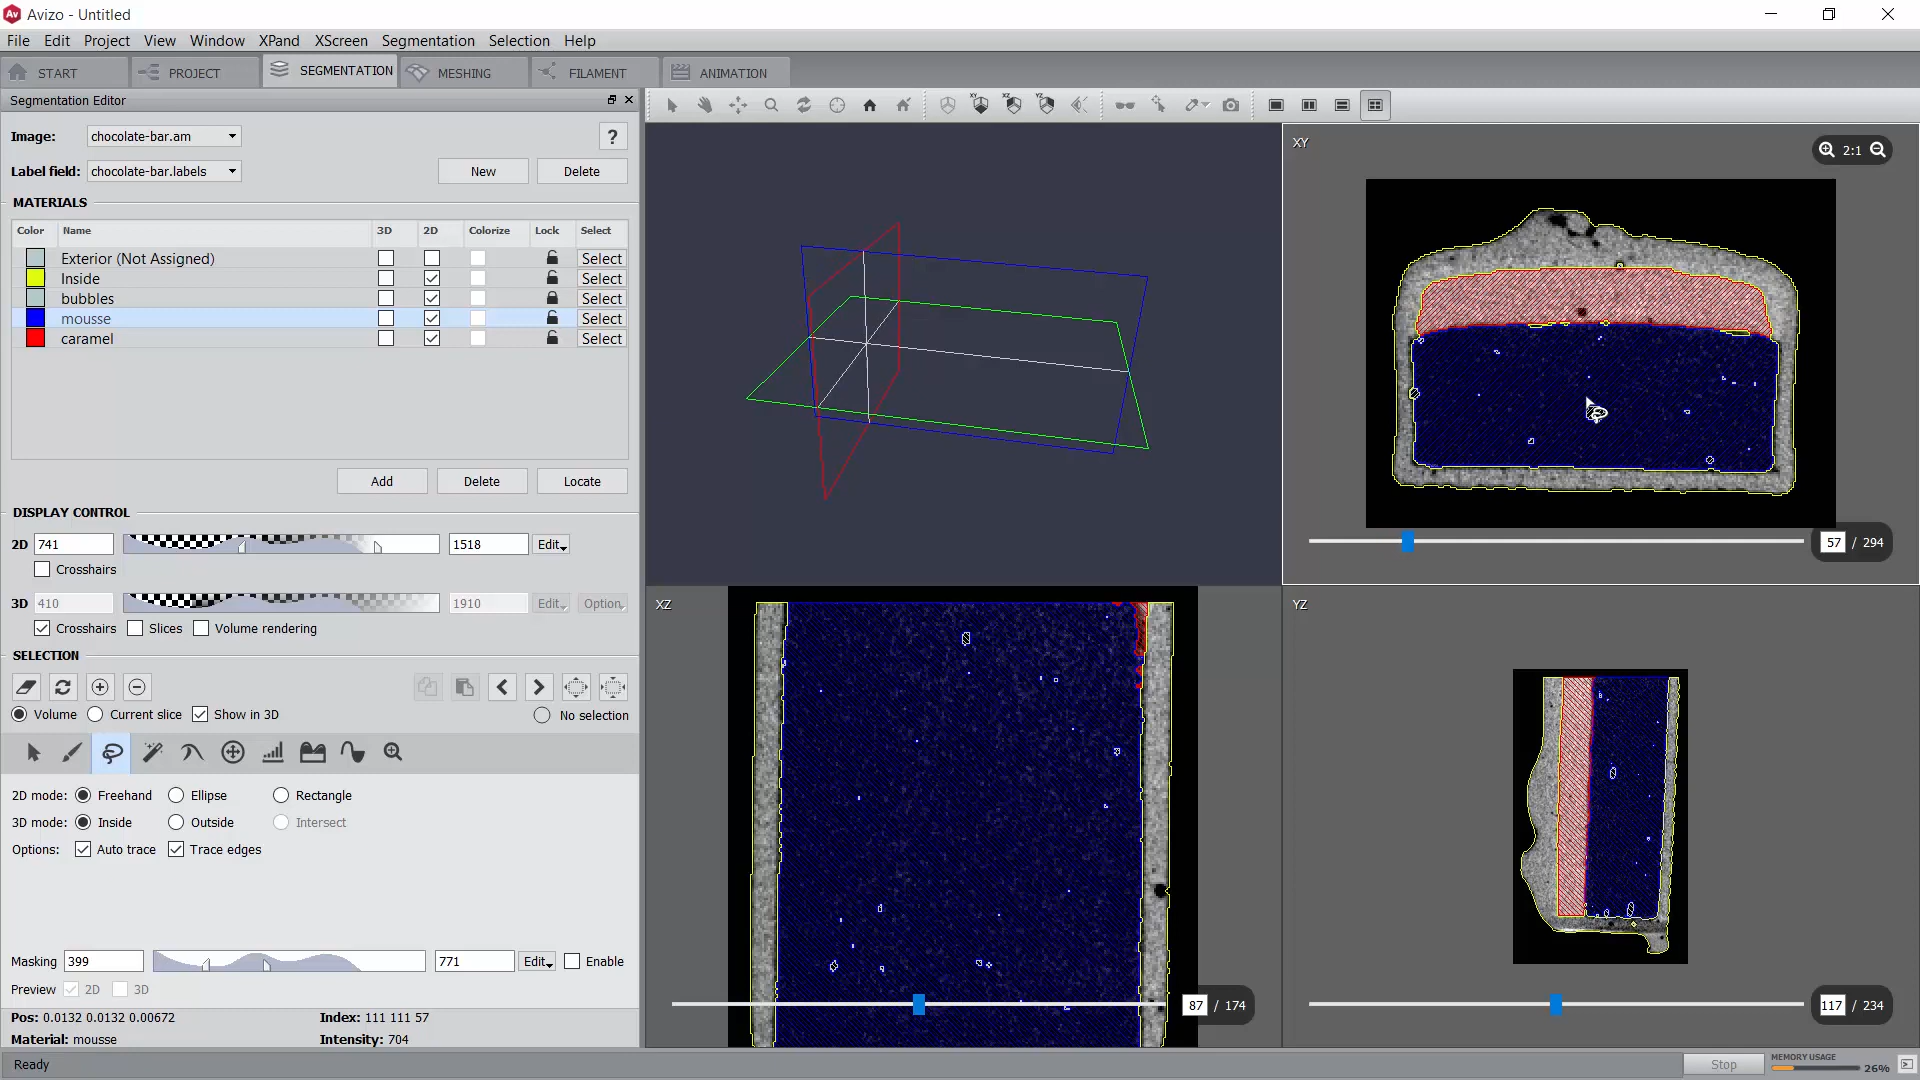 Avizo - Untitled
File Edit Project View Window XPand XScreen Segmentation Selection Help
START PROJECT SEGMENTATION MESHING FILAMENT ANIMATION
Segmentation Editor
Image: chocolate-bar.am ?
Label field: chocolate-bar.labels New Delete
MATERIALS
Color Name 3D 2D Colorize Lock Select
Exterior (Not Assigned) Select
Inside Select
bubbles Select
mousse Select
caramel Select
Add Delete Locate
DISPLAY CONTROL
2D 741 1518 Edit
Crosshairs
3D 410 1910 Edit Option
Crosshairs Slices Volume rendering
SELECTION
Volume Current slice Show in 3D No selection
2D mode: Freehand Ellipse Rectangle
3D mode: Inside Outside Intersect
Options: Auto trace Trace edges
Masking 399 771 Edit Enable
Preview 2D 3D
Pos: 0.0132 0.0132 0.00672 Index: 111 111 57
Material: mousse Intensity: 704
XY XZ YZ
XY
2:1
57 / 294
XZ
87 / 174
YZ
117 / 234
Ready Stop MEMORY USAGE 26%